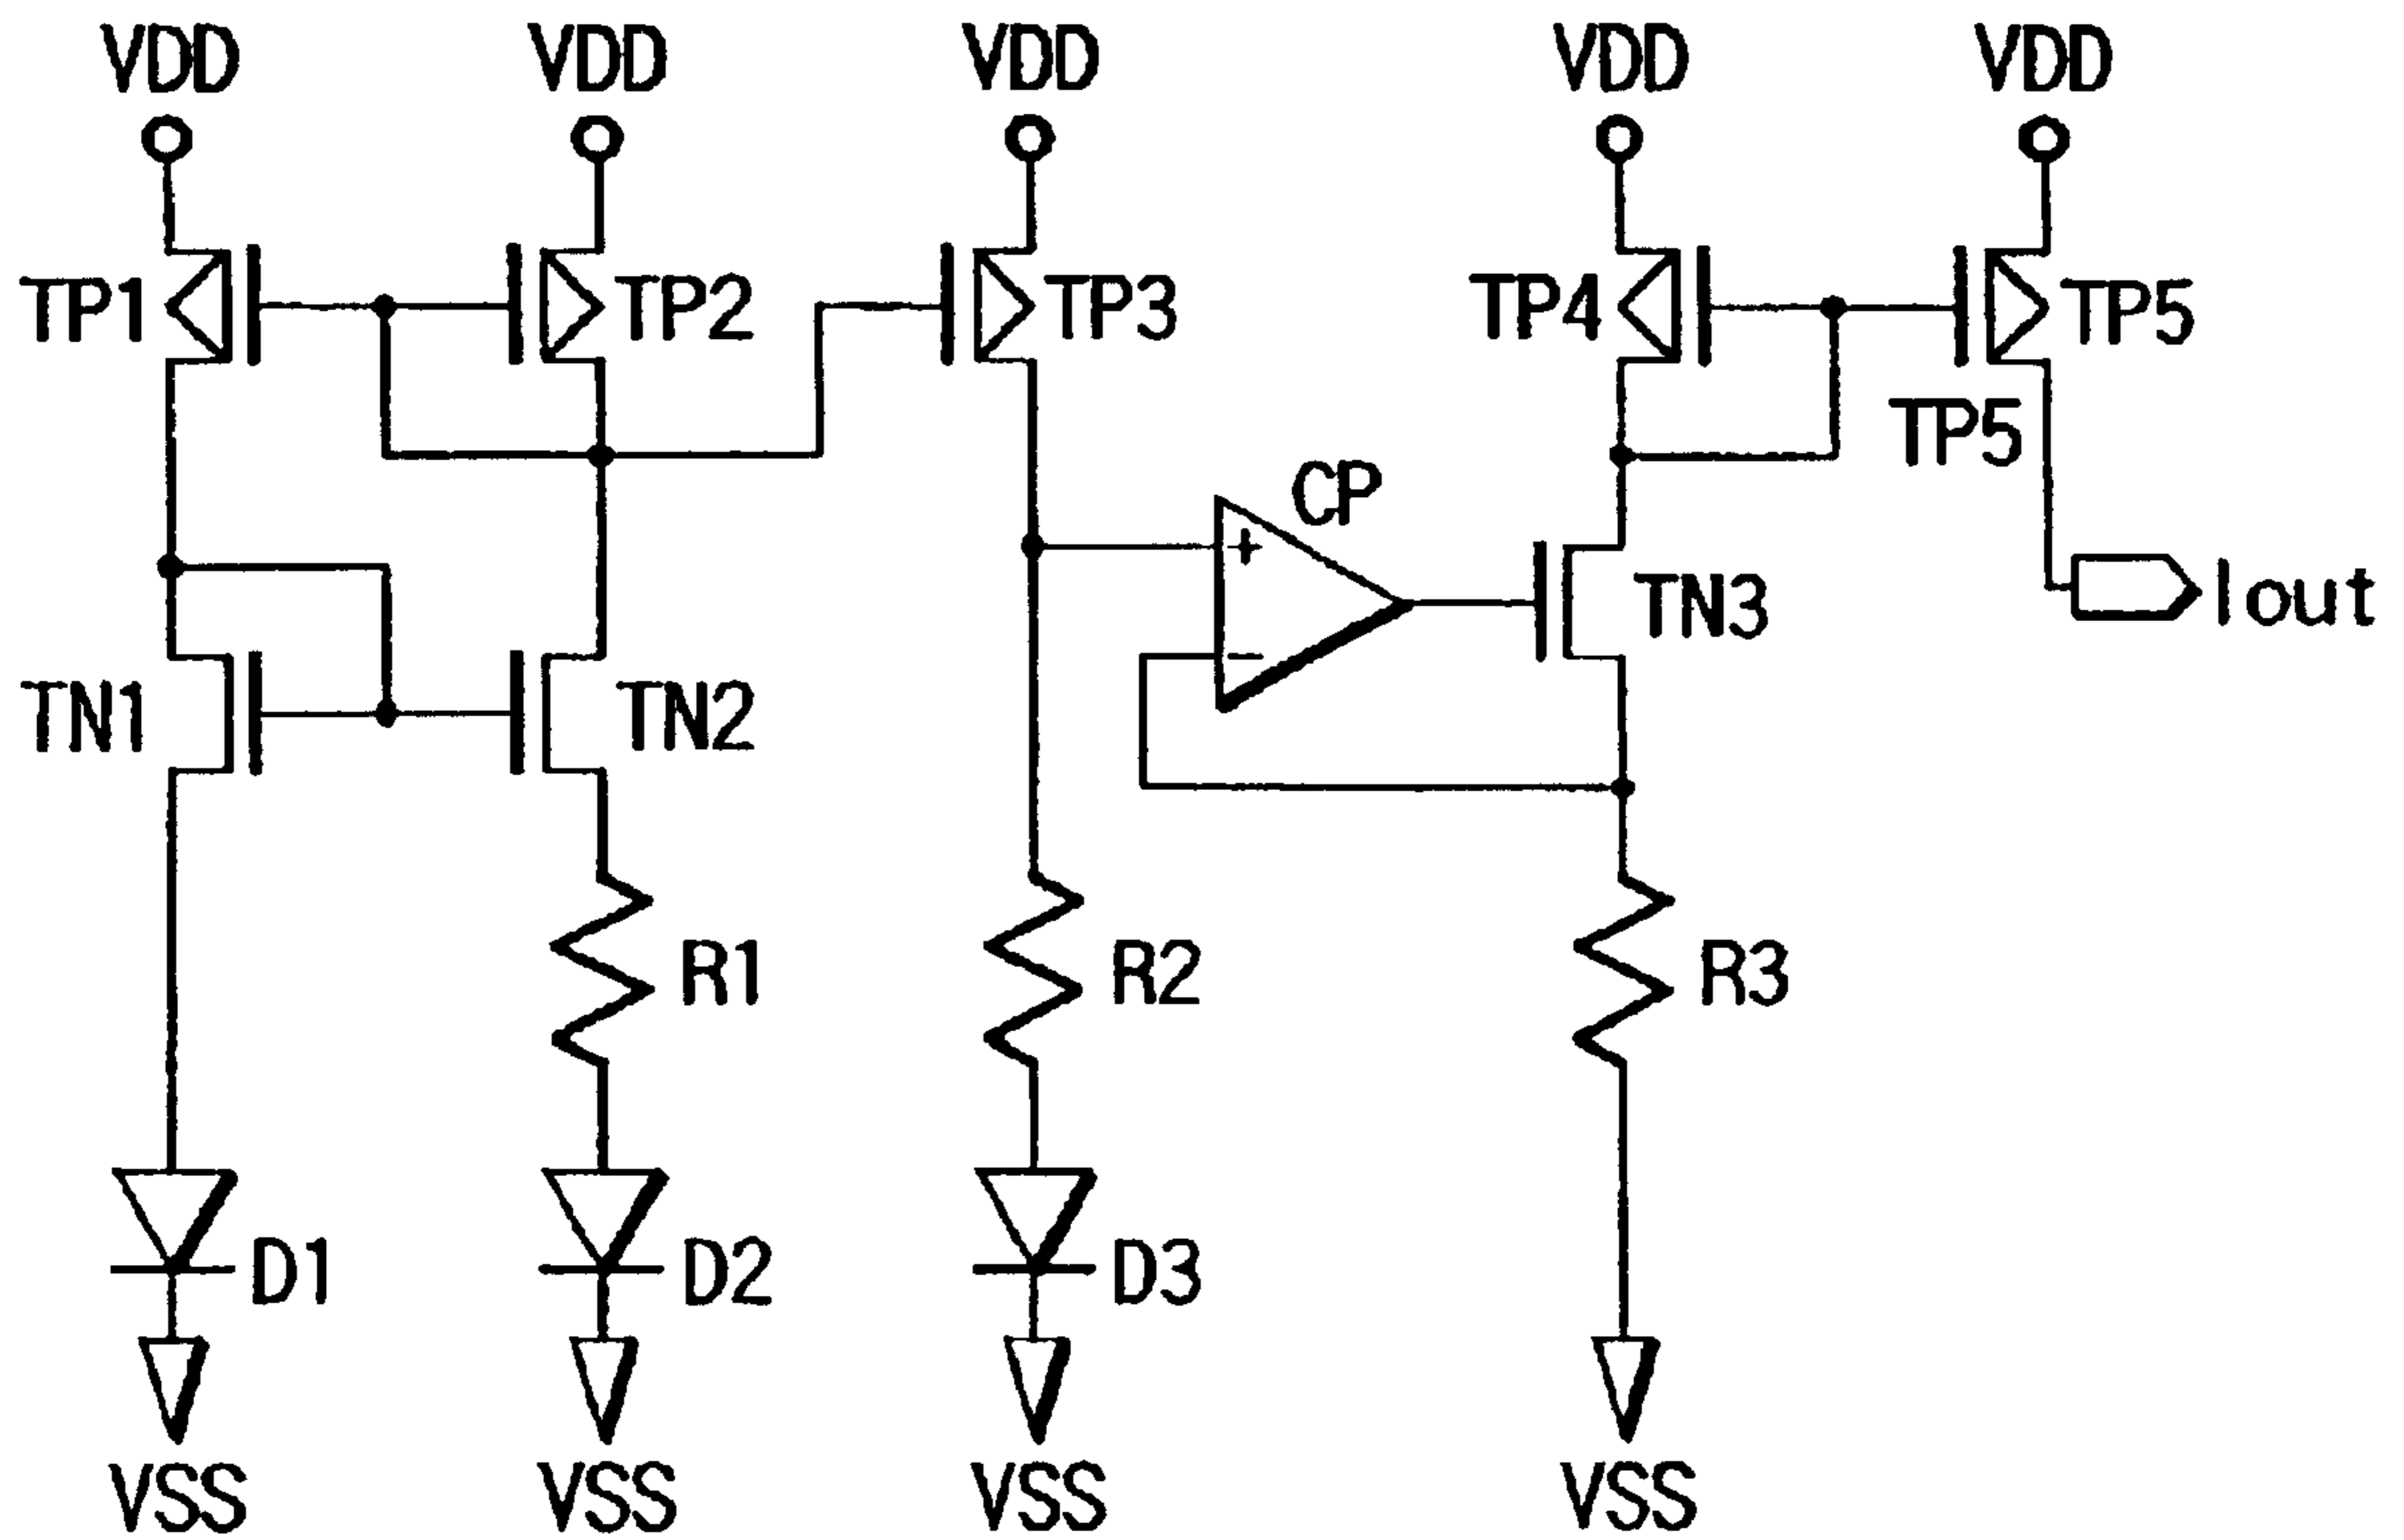 VDD VDD VDD VDD VDD
TP1 TP2 TP3 TP4 TP5
TP5
CP
+
TN3
Iout
−
TN1 TN2
R1 R2 R3
D1 D2 D3
VSS VSS VSS VSS